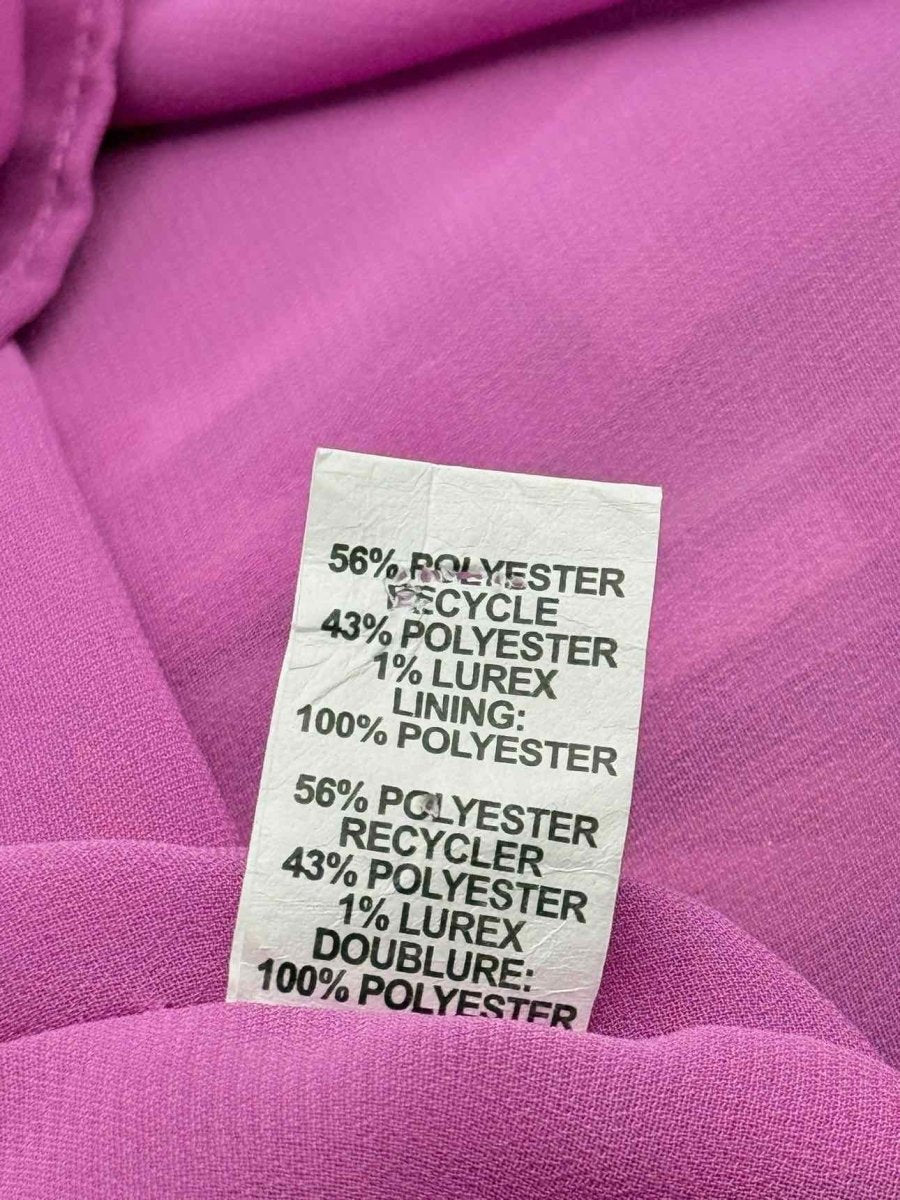 56% POLYESTER
RECYCLE
43% POLYESTER
1% LUREX
LINING:
100% POLYESTER
56% POLYESTER
RECYCLER
43% POLYESTER
1% LUREX
DOUBLURE:
100% POLYESTER